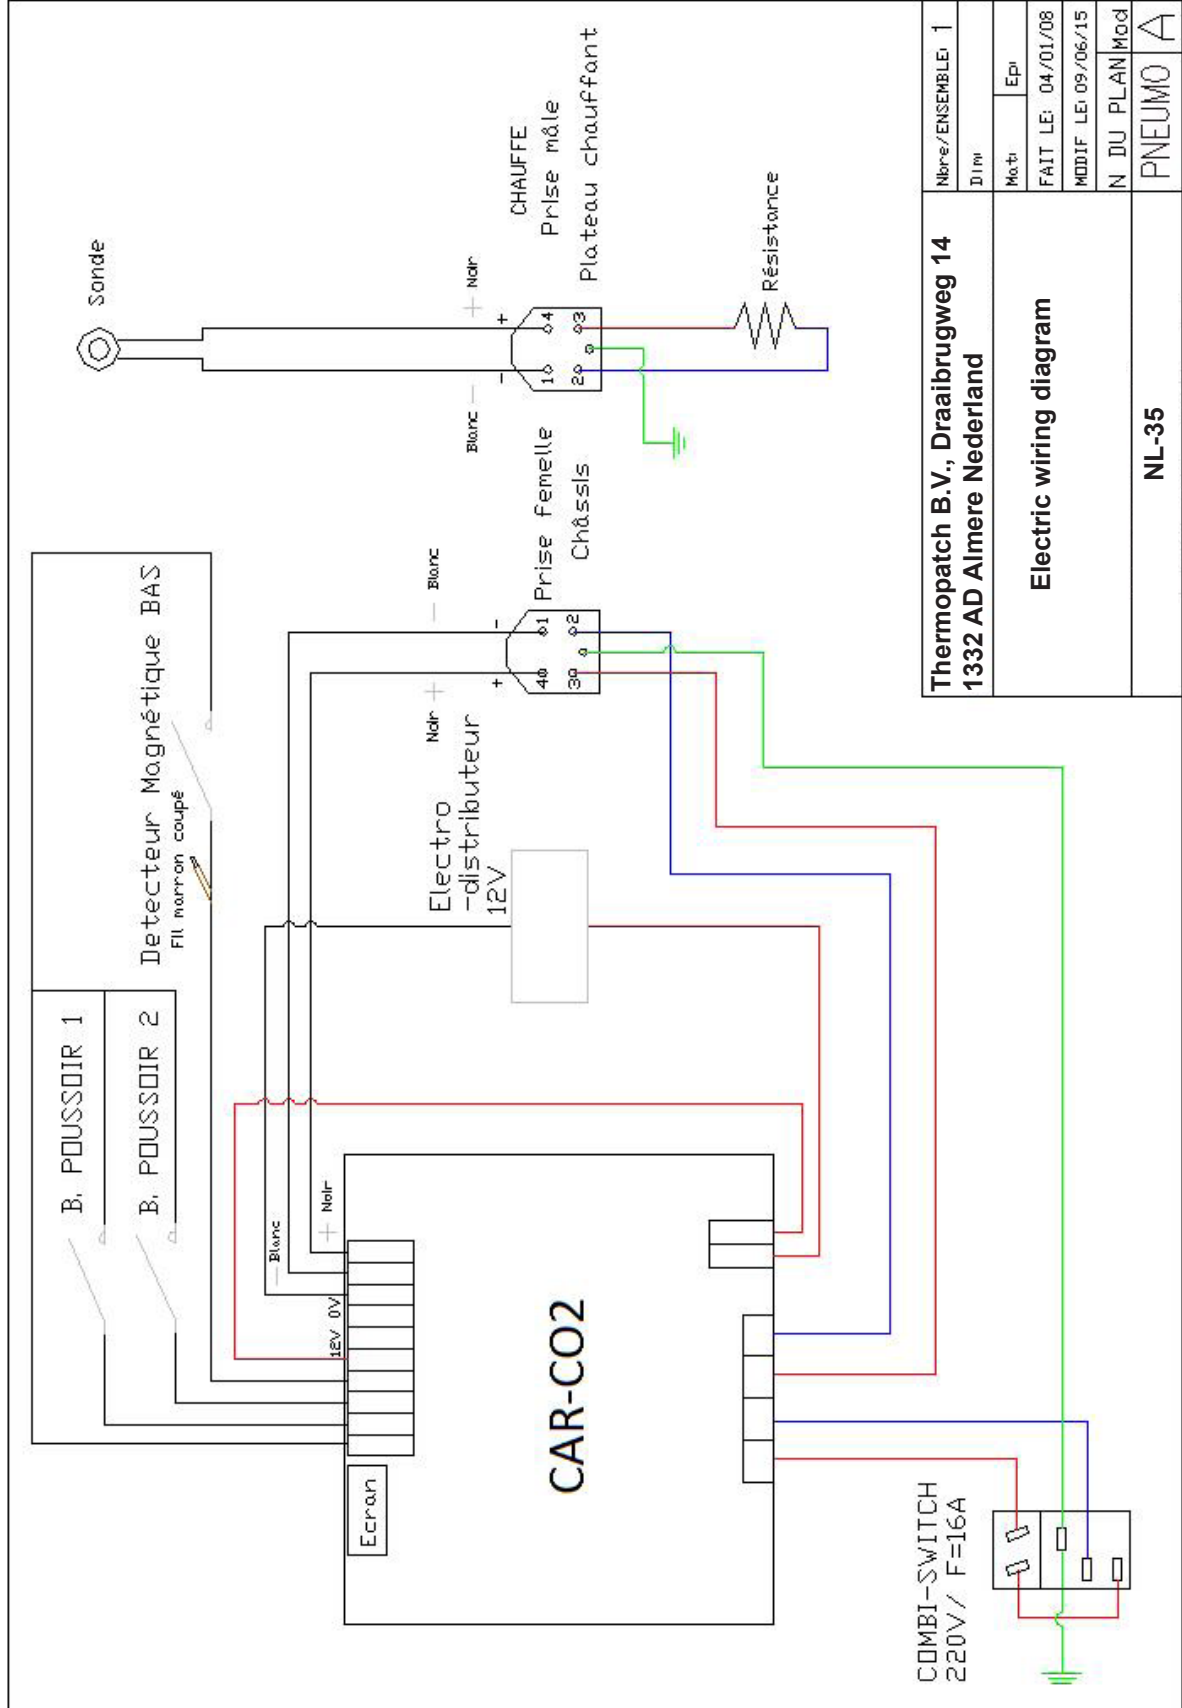 B. POUSSOIR 1
B. POUSSOIR 2
Detecteur Magnétique BAS
Fil marron coupé
Sonde
Blanc
Noir
12V 0V
Ecran
CAR-CO2
Electro
-distributeur
12V
Noir +
- Blanc
+ -
4 1
3 2
Prise femelle
Châssis
Blanc -
+ Noir
- +
1 4
2 3
CHAUFFE
Prise mâle
Plateau chauffant
Résistance
COMBI-SWITCH
220V/ F=16A
Thermopatch B.V., Draaibrugweg 14
1332 AD Almere Nederland
Electric wiring diagram
NL-35
Nbre/ENSEMBLE: 1
Dim:
Mat: Ep:
FAIT LE: 04/01/08
MODIF LE: 09/06/15
N DU PLAN Mod
PNEUMO A